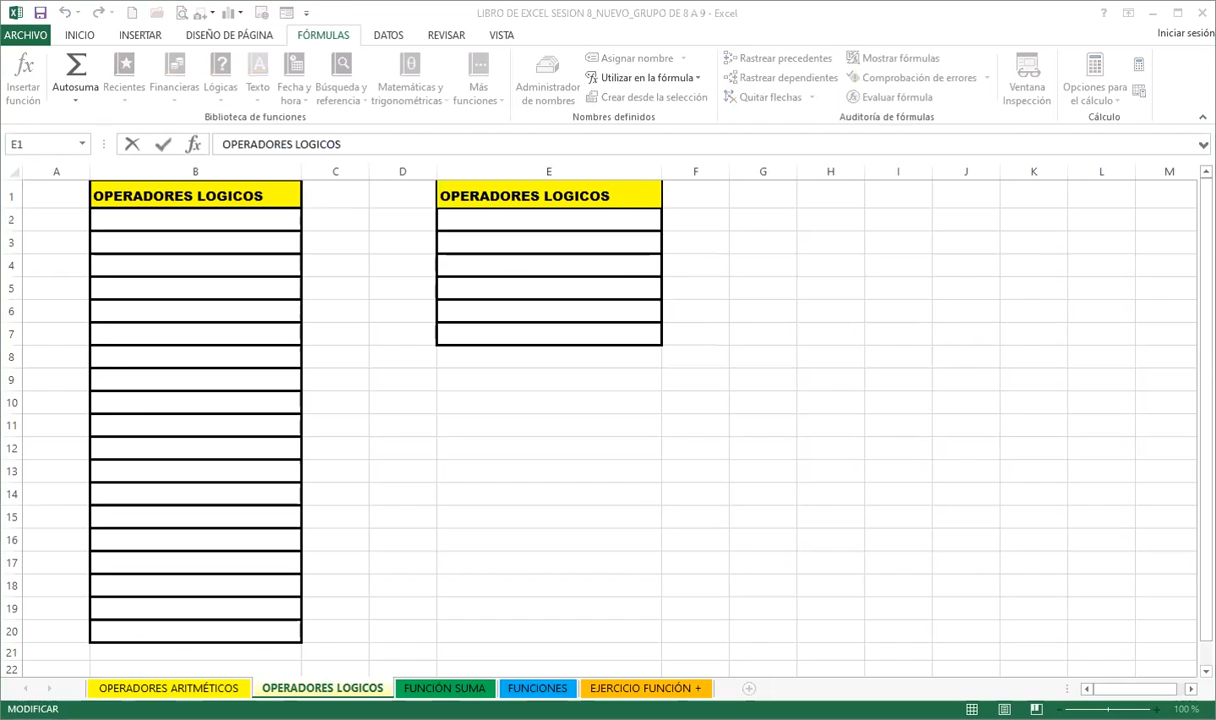 LIBRO DE EXCEL SESION 8_NUEVO_GRUPO DE 8 A 9 - Excel
ARCHIVO INICIO INSERTAR DISEÑO DE PÁGINA FÓRMULAS DATOS REVISAR VISTA Iniciar sesión
Insertar función
Autosuma
Recientes
Financieras
Lógicas
Texto
Fecha y hora
Búsqueda y referencia
Matemáticas y trigonométricas
Más funciones
Biblioteca de funciones
Administrador de nombres
Asignar nombre
Utilizar en la fórmula
Crear desde la selección
Nombres definidos
Rastrear precedentes
Rastrear dependientes
Quitar flechas
Mostrar fórmulas
Comprobación de errores
Evaluar fórmula
Auditoría de fórmulas
Ventana Inspección
Opciones para el cálculo
Cálculo
E1 fx OPERADORES LOGICOS
A B C D E F G H I J K L M
1 OPERADORES LOGICOS OPERADORES LOGICOS
2
3
4
5
6
7
8
9
10
11
12
13
14
15
16
17
18
19
20
21
22
OPERADORES ARITMÉTICOS OPERADORES LOGICOS FUNCIÓN SUMA FUNCIONES EJERCICIO FUNCIÓN +
MODIFICAR 100 %